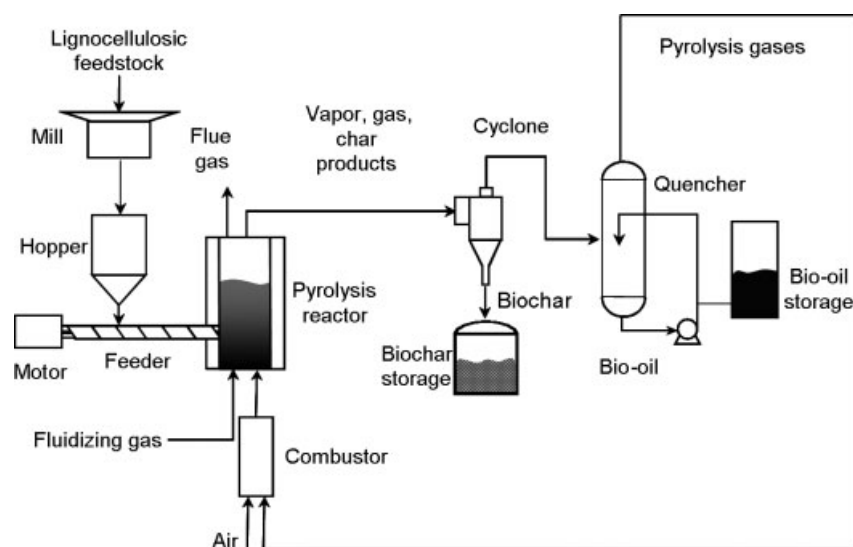 Lignocellulosic
feedstock
Mill
Flue
gas
Vapor, gas,
char
products
Cyclone
Pyrolysis gases
Quencher
Hopper
Pyrolysis
reactor
Motor
Feeder
Biochar
Biochar
storage
Bio-oil
Bio-oil
storage
Fluidizing gas
Combustor
Air